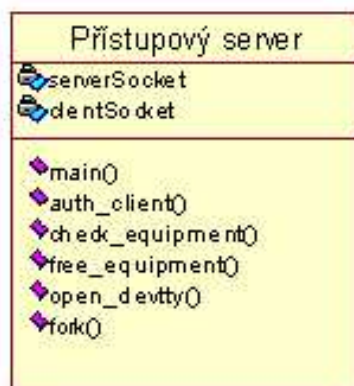 Přístupový server
serverSocket
clientSocket
main()
auth_client()
check_equipment()
free_equipment()
open_devtty()
fork()